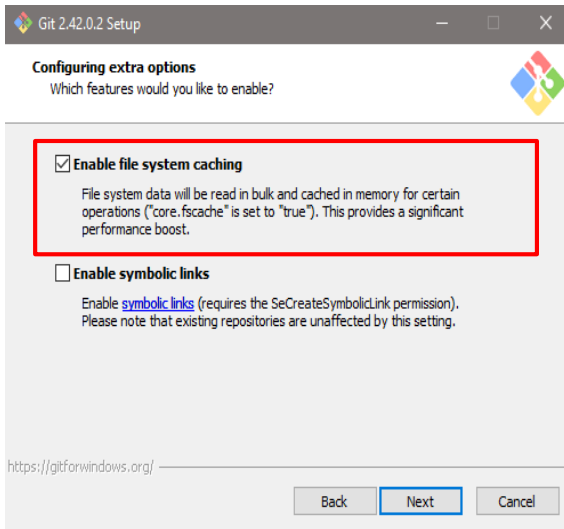 Git 2.42.0.2 Setup
Configuring extra options
Which features would you like to enable?
Enable file system caching
File system data will be read in bulk and cached in memory for certain
operations ("core.fscache" is set to "true"). This provides a significant
performance boost.
Enable symbolic links
Enable symbolic links (requires the SeCreateSymbolicLink permission).
Please note that existing repositories are unaffected by this setting.
https://gitforwindows.org/
Back Next Cancel